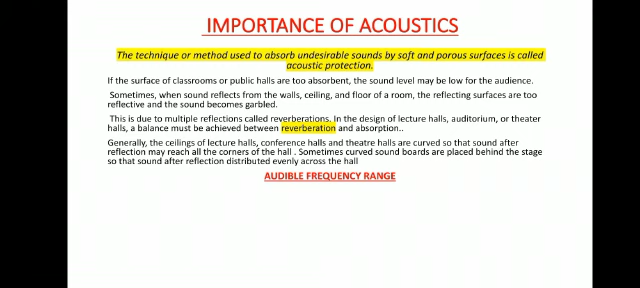 IMPORTANCE OF ACOUSTICS
The technique or method used to absorb undesirable sounds by soft and porous surfaces is called
acoustic protection.
If the surface of classrooms or public halls are too absorbent, the sound level may be low for the audience.
Sometimes, when sound reflects from the walls, ceiling, and floor of a room, the reflecting surfaces are too
reflective and the sound becomes garbled.
This is due to multiple reflections called reverberations. In the design of lecture halls, auditorium, or theater
halls, a balance must be achieved between reverberation and absorption..
Generally, the ceilings of lecture halls, conference halls and theatre halls are curved so that sound after
reflection may reach all the corners of the hall . Sometimes curved sound boards are placed behind the stage
so that sound after reflection distributed evenly across the hall
AUDIBLE FREQUENCY RANGE